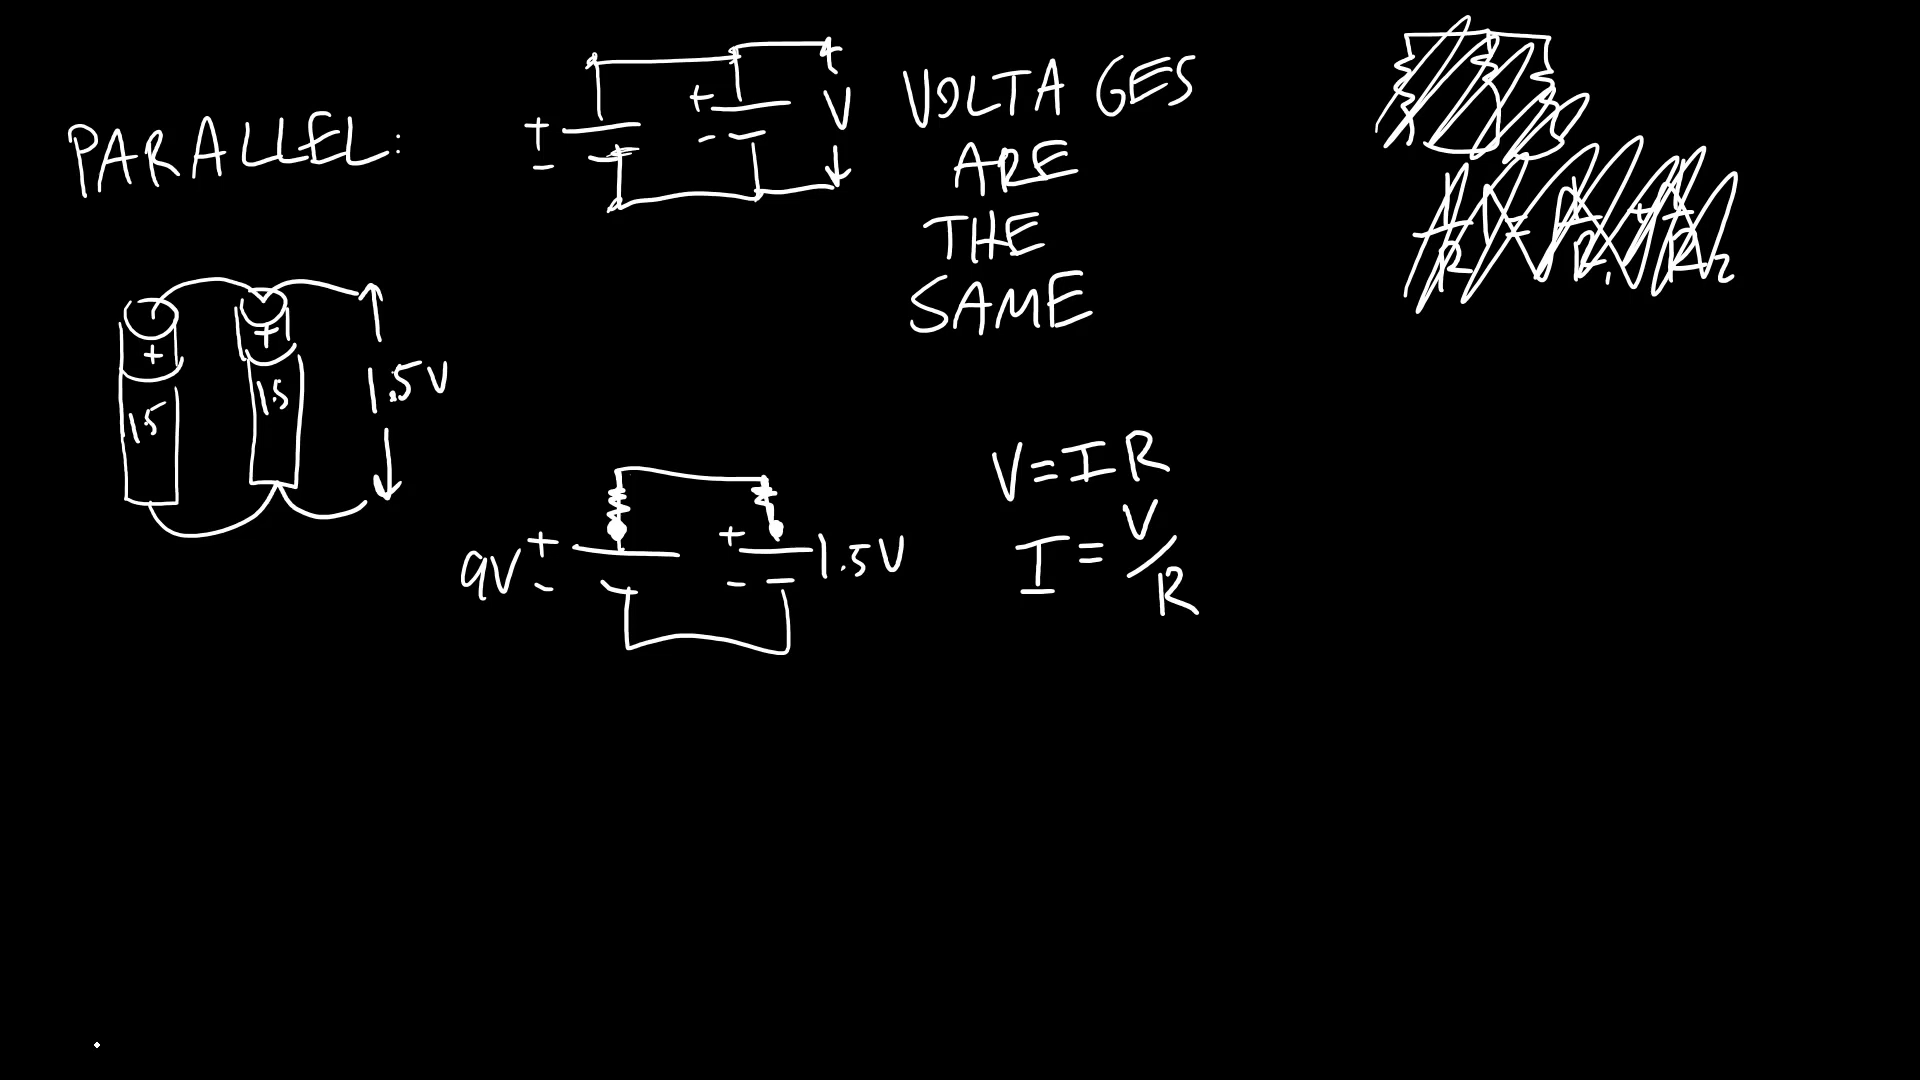 PARALLEL:
+
-
+
-
V
VOLTAGES
ARE
THE
SAME
+
1.5
+
1.5
1.5V
9V
+
-
+
-
1.5V
V=IR
I=V/R